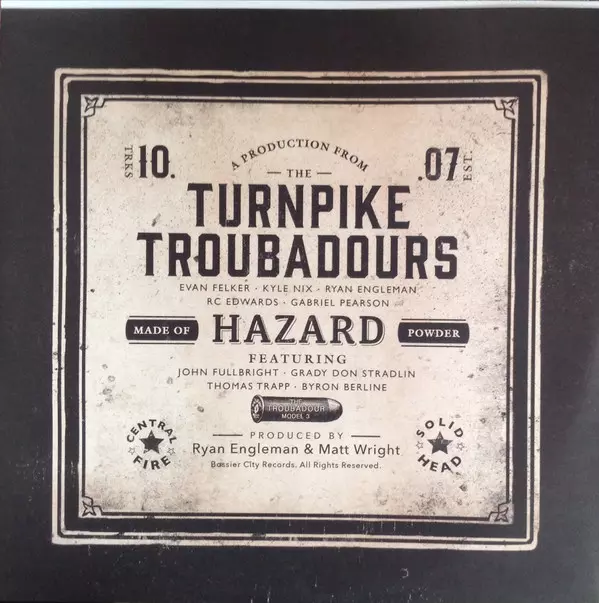 TRKS 10.
A PRODUCTION FROM
.07 EST.
THE
TURNPIKE
TROUBADOURS
EVAN FELKER · KYLE NIX · RYAN ENGLEMAN
RC EDWARDS · GABRIEL PEARSON
MADE OF HAZARD POWDER
FEATURING
JOHN FULLBRIGHT · GRADY DON STRADLIN
THOMAS TRAPP · BYRON BERLINE
THE
TROUBADOUR
MODEL 3
CENTRAL FIRE
SOLID HEAD
PRODUCED BY
Ryan Engleman & Matt Wright
Bossier City Records. All Rights Reserved.